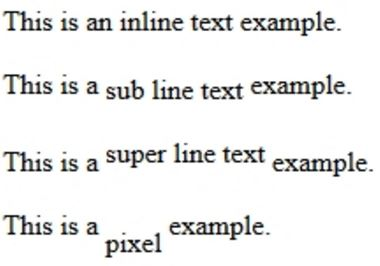 This is an inline text example.
This is a sub line text example.
This is a super line text example.
This is a pixel example.